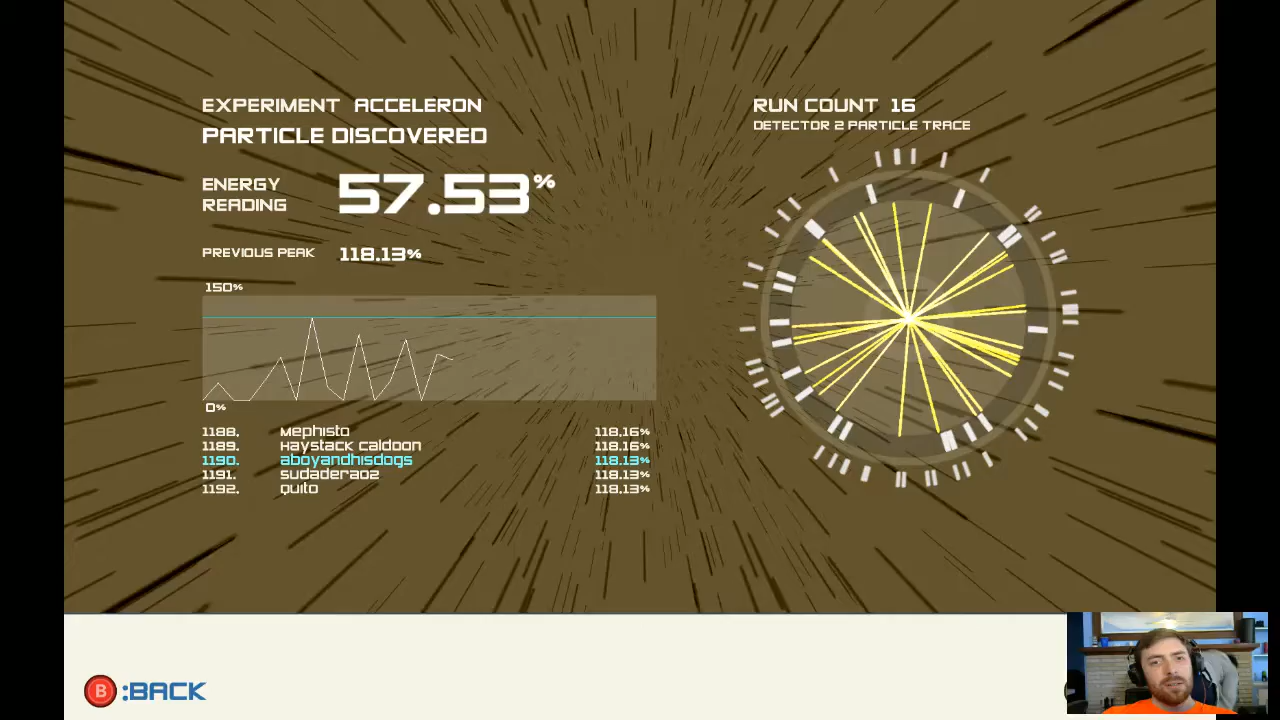 EXPERIMENT ACCELERON
PARTICLE DISCOVERED
ENERGY READING 57.53%
PREVIOUS PEAK 118.13%
150%
0%
1188. Mephisto 118.16%
1189. Haystack Caldoon 118.16%
1190. aboyandhisdogs 118.13%
1191. sudadera02 118.13%
1192. Quito 118.13%
RUN COUNT 16
DETECTOR 2 PARTICLE TRACE
B :BACK